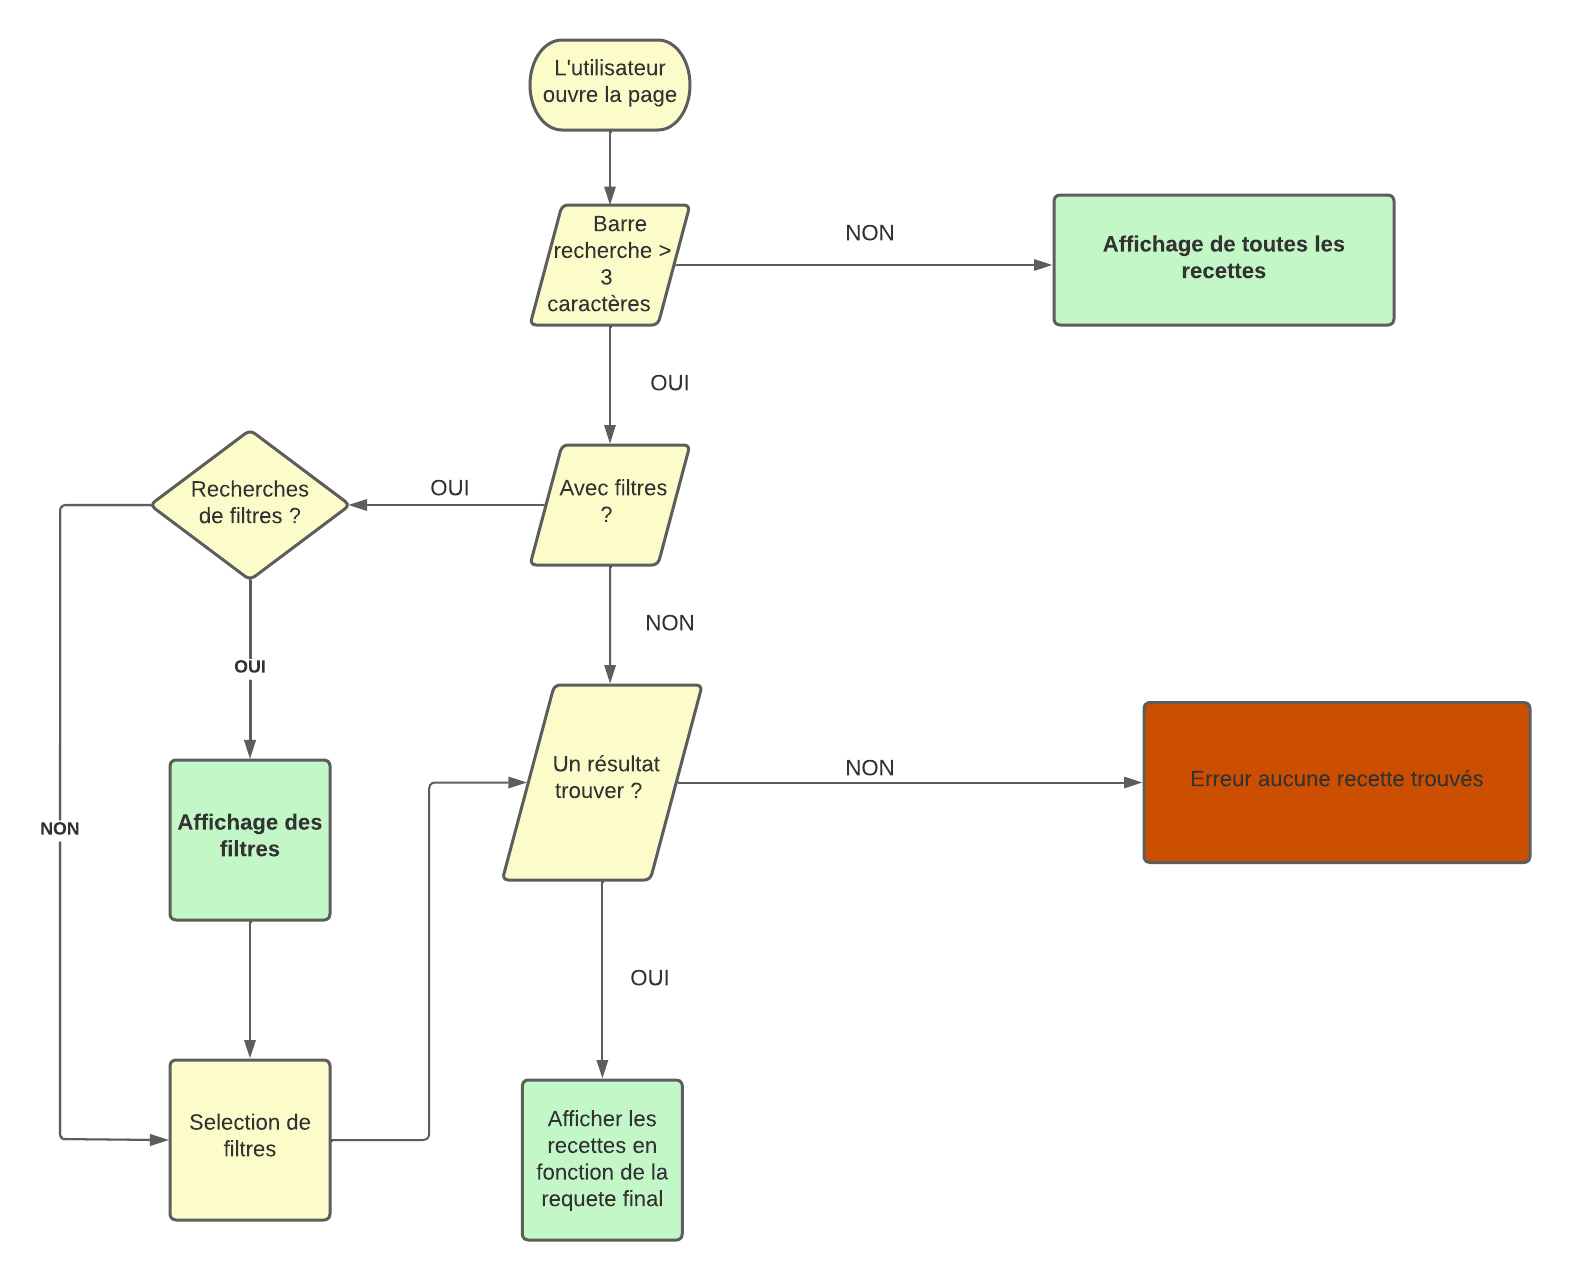 L'utilisateur
ouvre la page
Barre
recherche >
3
caractères
NON
Affichage de toutes les
recettes
OUI
Recherches
de filtres ?
OUI
Avec filtres
?
NON
OUI
Un résultat
trouver ?
NON
Erreur aucune recette trouvés
NON
Affichage des
filtres
OUI
Selection de
filtres
Afficher les
recettes en
fonction de la
requete final